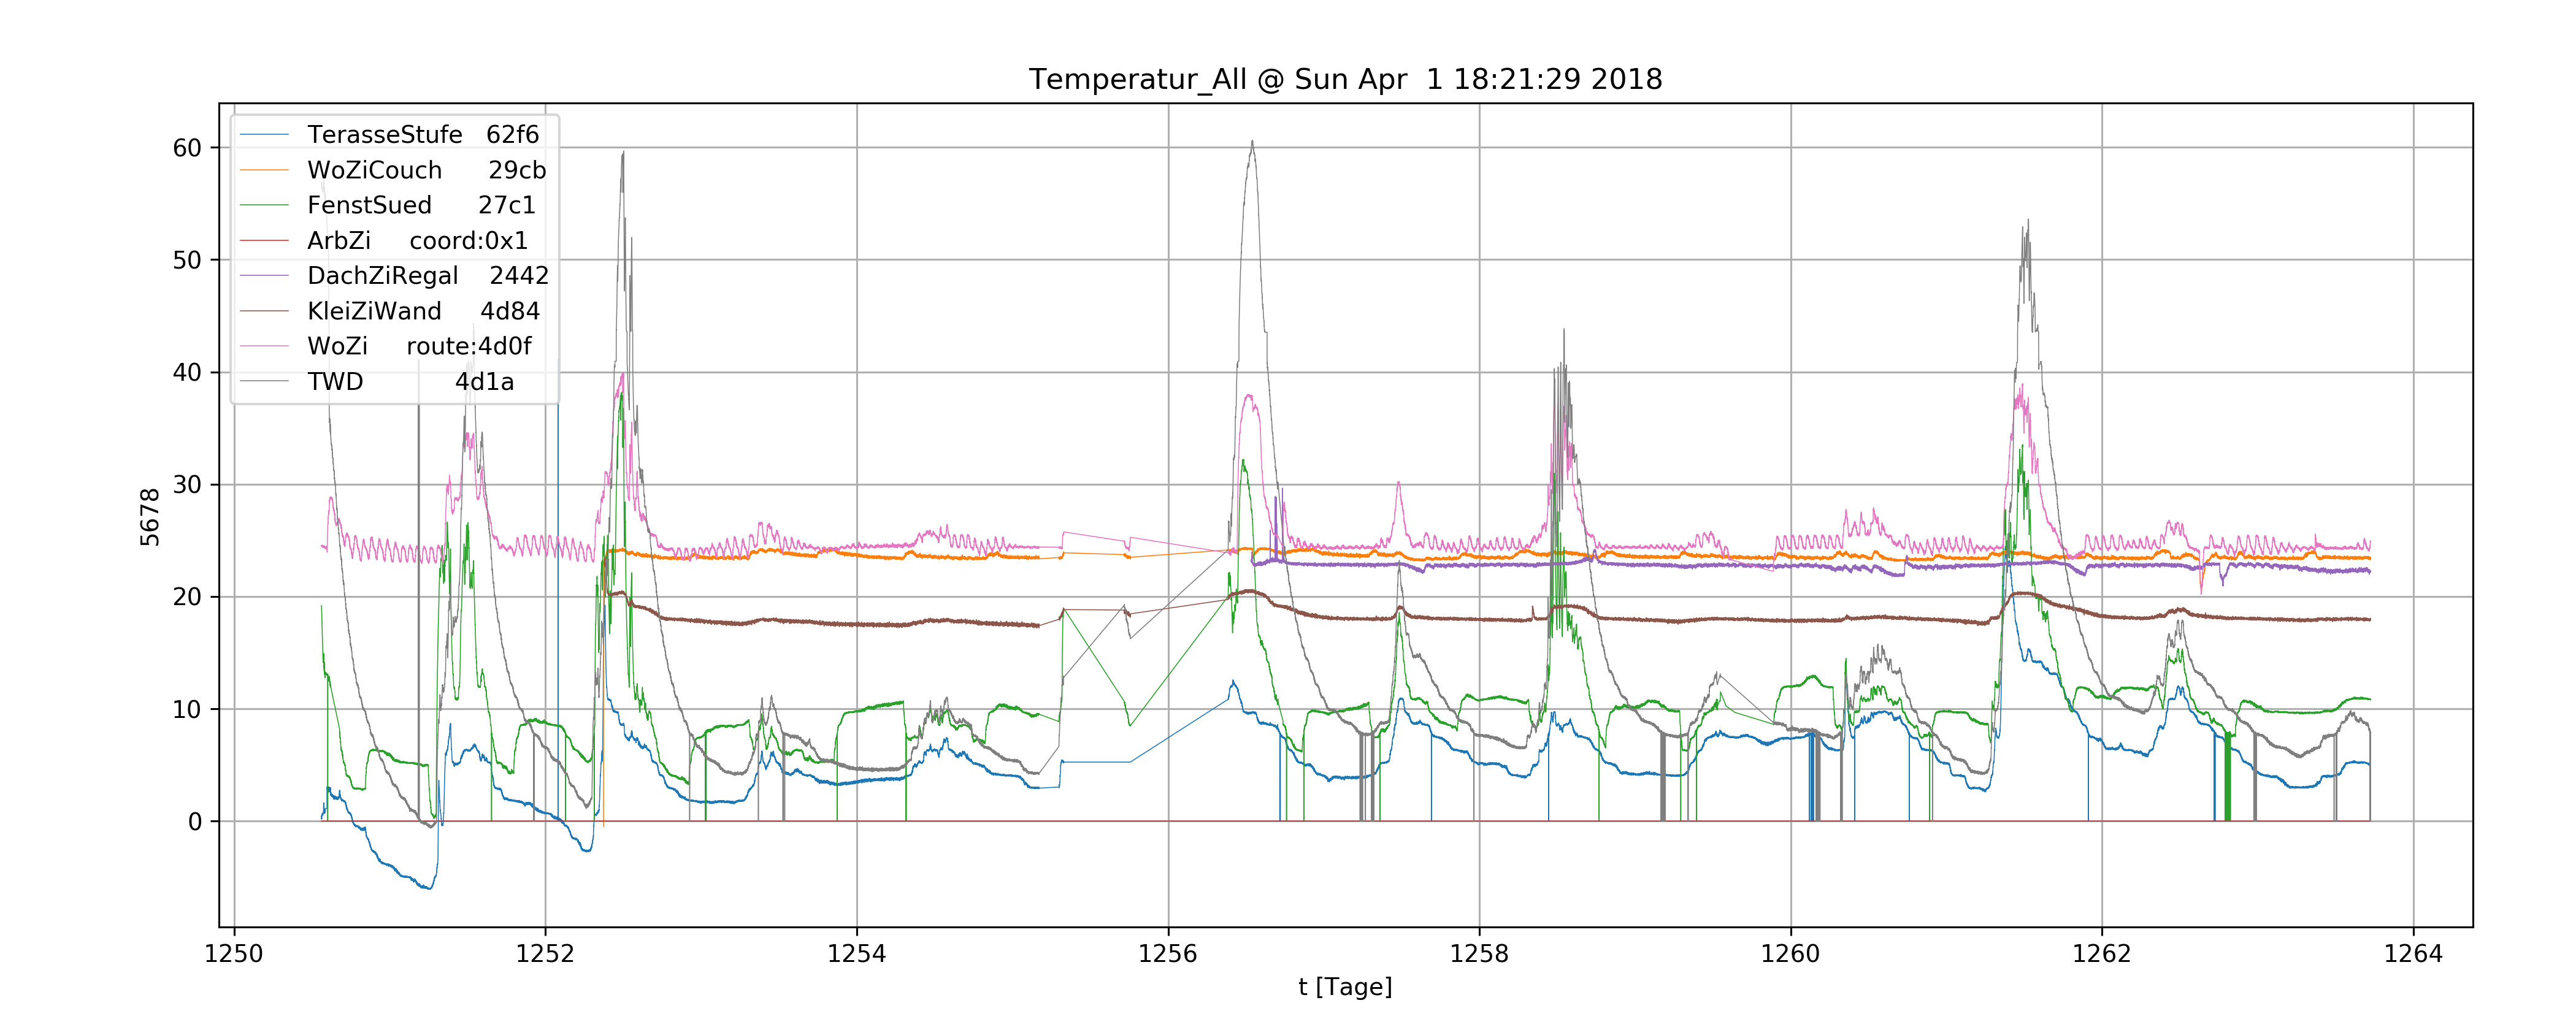 Temperatur_All @ Sun Apr  1 18:21:29 2018
TerasseStufe   62f6
WoZiCouch      29cb
FenstSued      27c1
ArbZi     coord:0x1
DachZiRegal    2442
KleiZiWand     4d84
WoZi     route:4d0f
TWD            4d1a
60
50
40
30
20
10
0
5678
1250 1252 1254 1256 1258 1260 1262 1264
t [Tage]